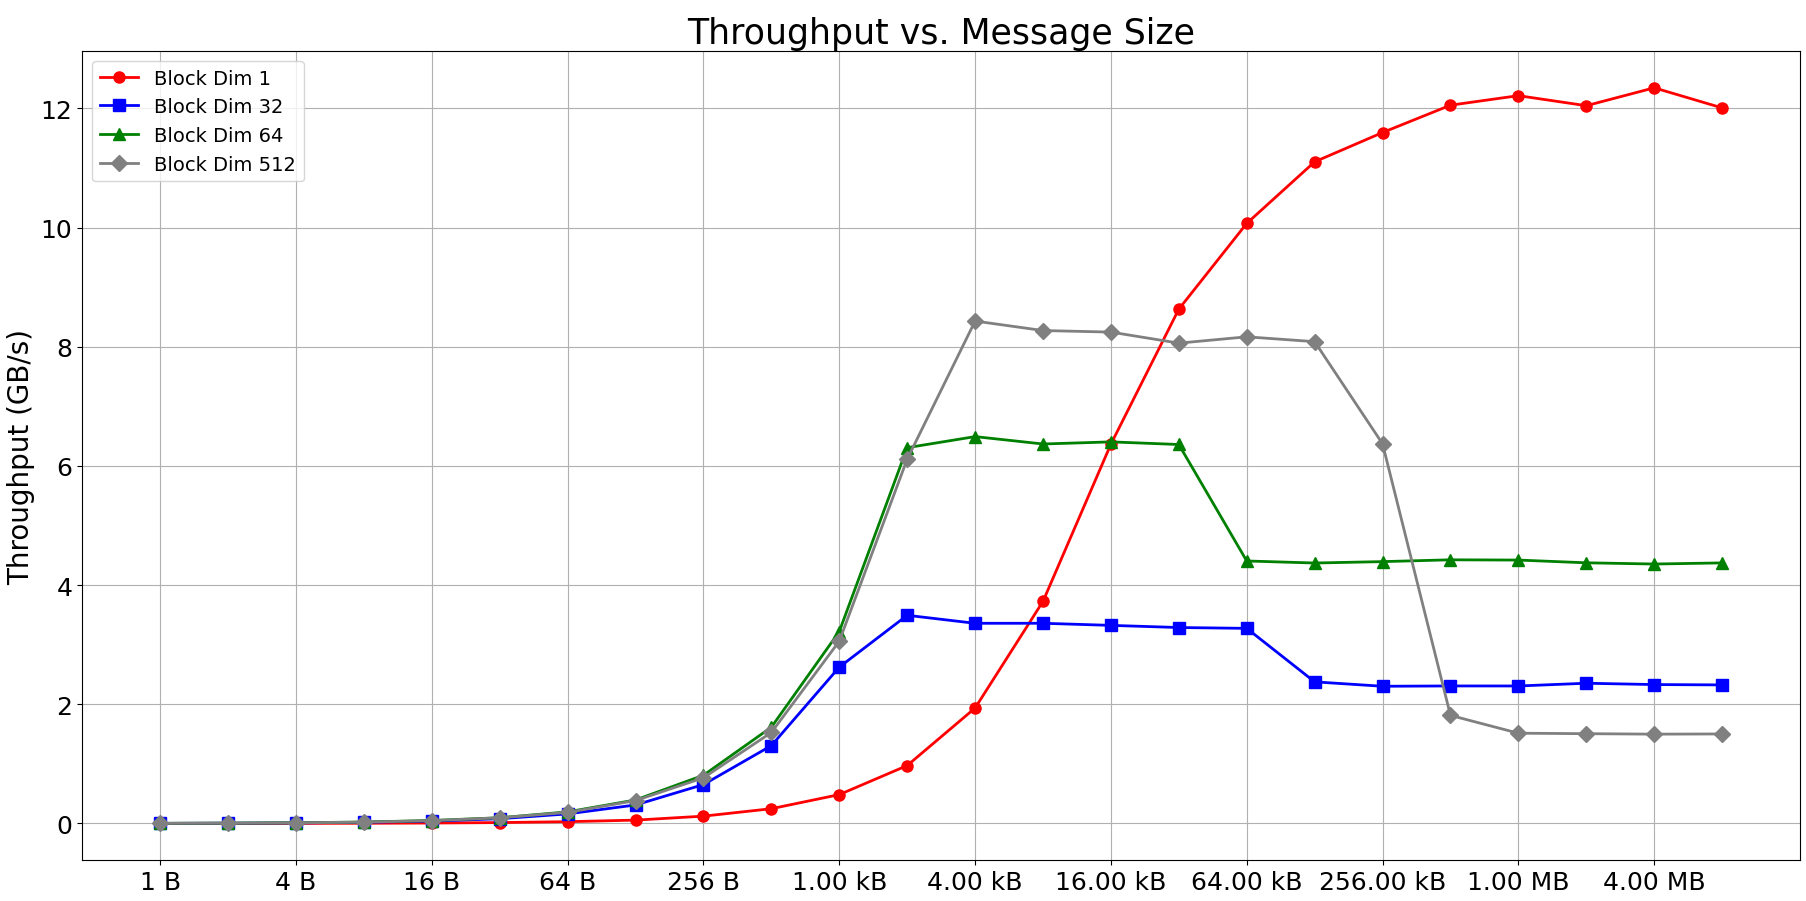 Throughput vs. Message Size
Block Dim 1
Block Dim 32
Block Dim 64
Block Dim 512
Throughput (GB/s)
12
10
8
6
4
2
0
1 B 4 B 16 B 64 B 256 B 1.00 kB 4.00 kB 16.00 kB 64.00 kB 256.00 kB 1.00 MB 4.00 MB